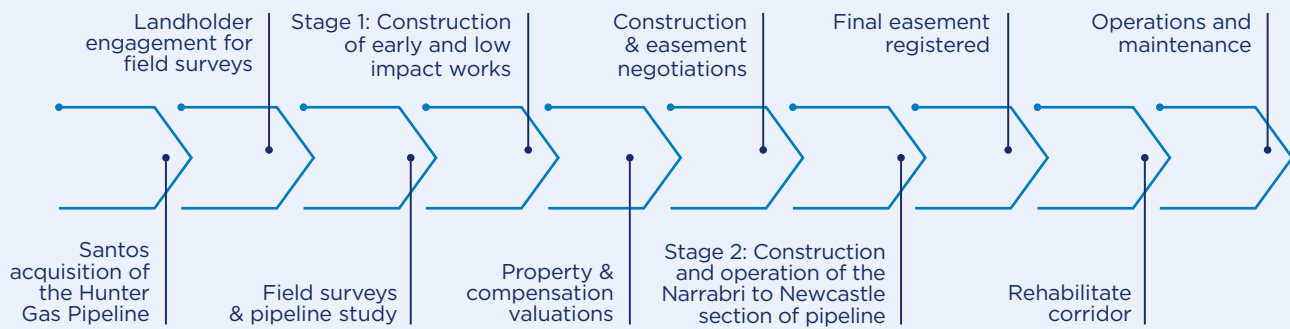 Landholder
engagement for
field surveys
Stage 1: Construction
of early and low
impact works
Construction
& easement
negotiations
Final easement
registered
Operations and
maintenance
Santos
acquisition of
the Hunter
Gas Pipeline
Field surveys
& pipeline study
Property &
compensation
valuations
Stage 2: Construction
and operation of the
Narrabri to Newcastle
section of pipeline
Rehabilitate
corridor